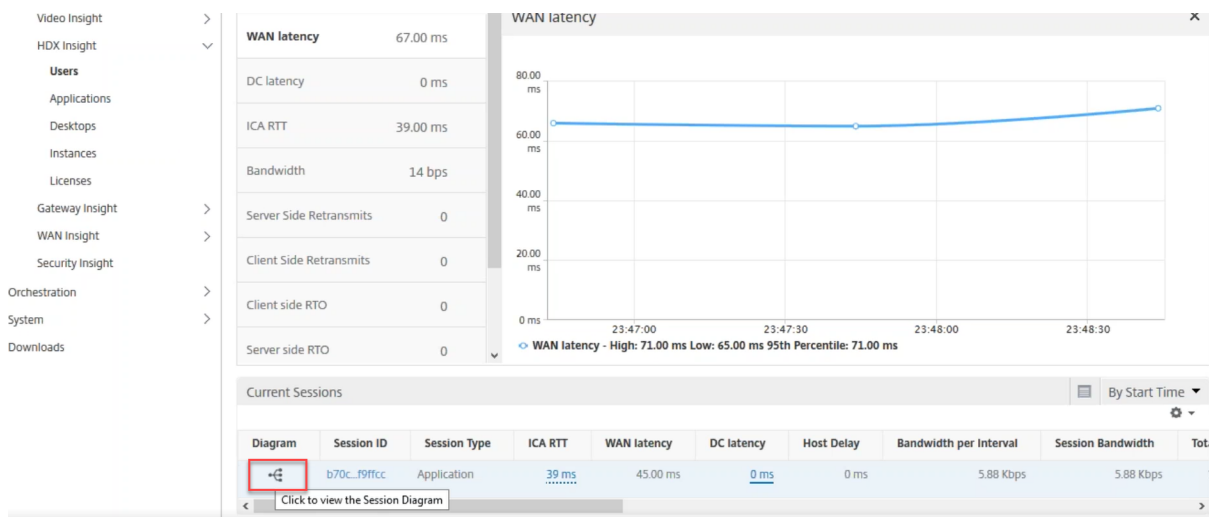 Video Insight
HDX Insight
Users
Applications
Desktops
Instances
Licenses
Gateway Insight
WAN Insight
Security Insight
Orchestration
System
Downloads
WAN latency 67.00 ms
DC latency 0 ms
ICA RTT 39.00 ms
Bandwidth 14 bps
Server Side Retransmits 0
Client Side Retransmits 0
Client side RTO 0
Server side RTO 0
WAN latency
80.00
ms
60.00
ms
40.00
ms
20.00
ms
0 ms
23:47:00 23:47:30 23:48:00 23:48:30
WAN latency - High: 71.00 ms Low: 65.00 ms 95th Percentile: 71.00 ms
Current Sessions By Start Time
Diagram Session ID Session Type ICA RTT WAN latency DC latency Host Delay Bandwidth per Interval Session Bandwidth Tot
b70c...f9ffcc Application 39 ms 45.00 ms 0 ms 0 ms 5.88 Kbps 5.88 Kbps
Click to view the Session Diagram